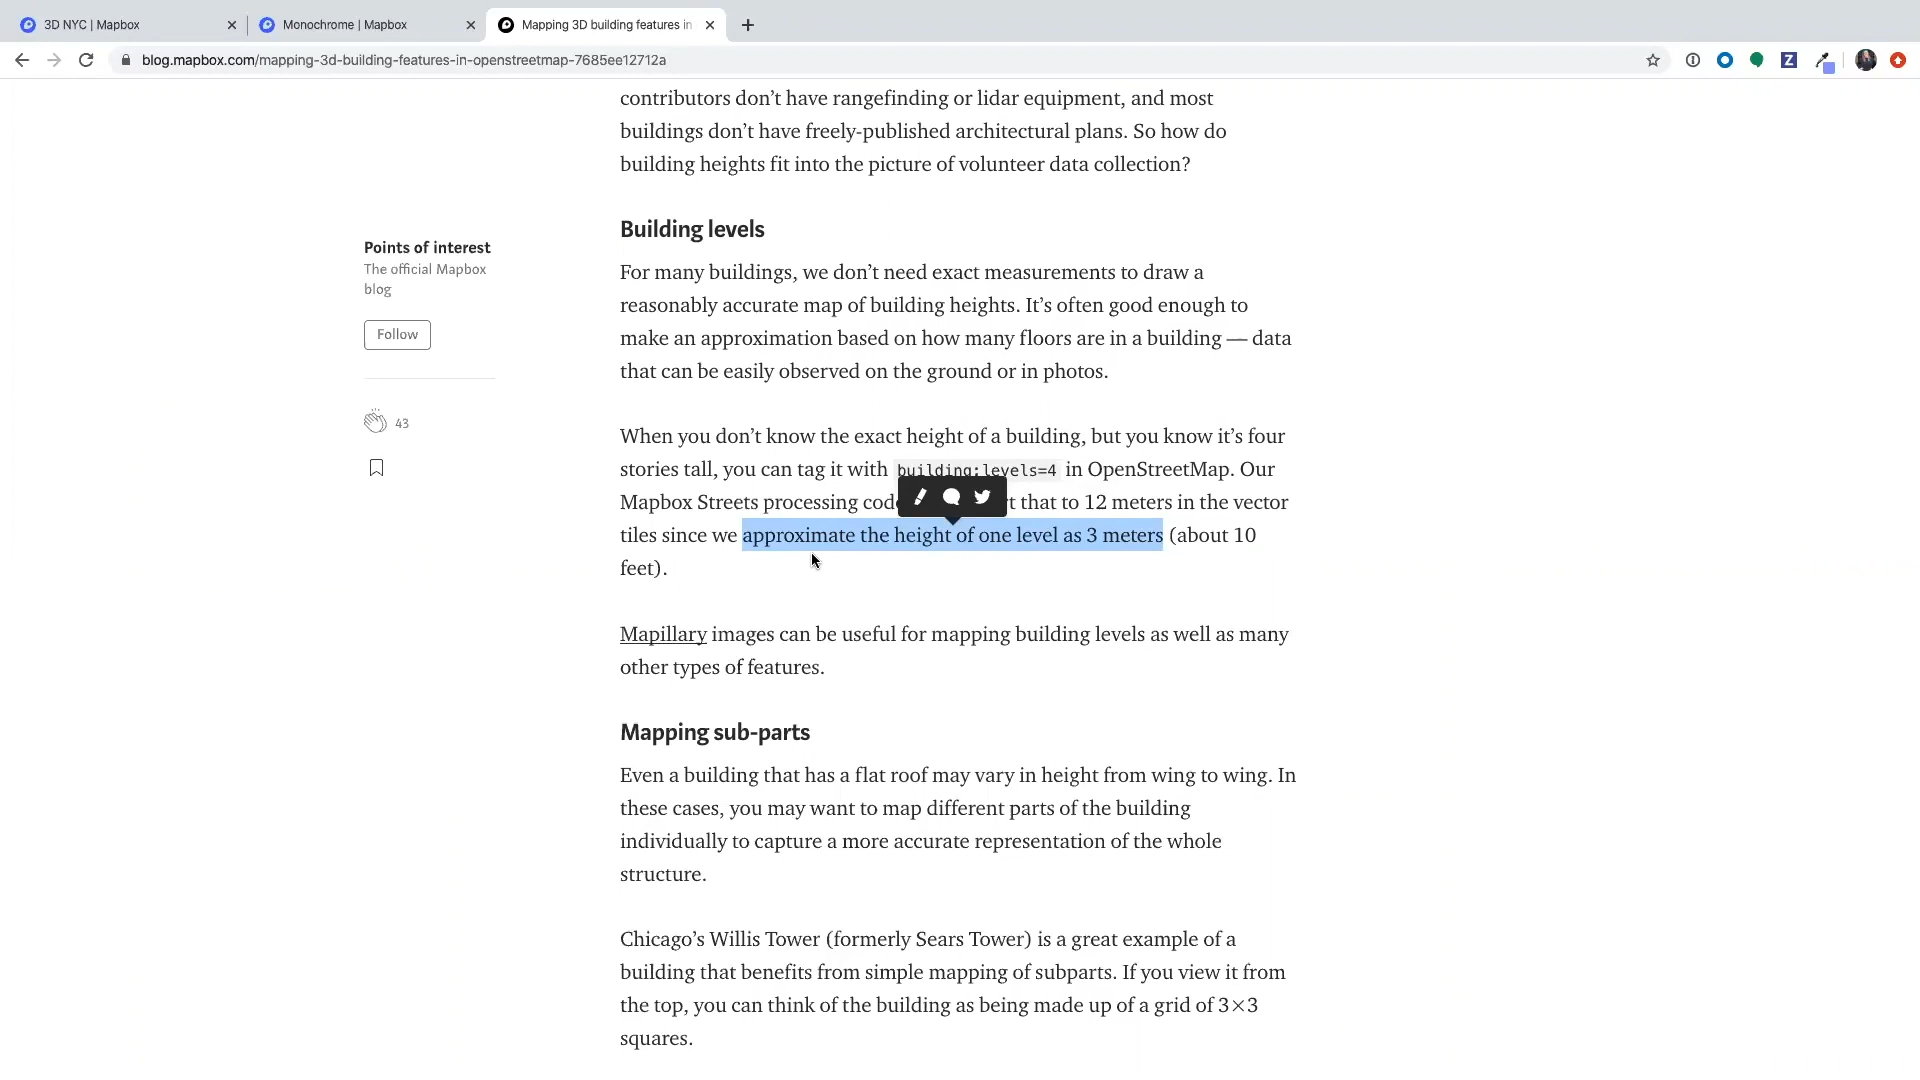 3D NYC | Mapbox
Monochrome | Mapbox
Mapping 3D building features in
blog.mapbox.com/mapping-3d-building-features-in-openstreetmap-7685ee12712a
Z
contributors don’t have rangefinding or lidar equipment, and most
buildings don’t have freely-published architectural plans. So how do
building heights fit into the picture of volunteer data collection?
Points of interest
The official Mapbox
blog
Follow
43
Building levels
For many buildings, we don’t need exact measurements to draw a
reasonably accurate map of building heights. It’s often good enough to
make an approximation based on how many floors are in a building — data
that can be easily observed on the ground or in photos.
When you don’t know the exact height of a building, but you know it’s four
stories tall, you can tag it with building:levels=4 in OpenStreetMap. Our
Mapbox Streets processing that to 12 meters in the vector
tiles since we approximate the height of one level as 3 meters (about 10
feet).
Mapillary images can be useful for mapping building levels as well as many
other types of features.
Mapping sub-parts
Even a building that has a flat roof may vary in height from wing to wing. In
these cases, you may want to map different parts of the building
individually to capture a more accurate representation of the whole
structure.
Chicago’s Willis Tower (formerly Sears Tower) is a great example of a
building that benefits from simple mapping of subparts. If you view it from
the top, you can think of the building as being made up of a grid of 3×3
squares.